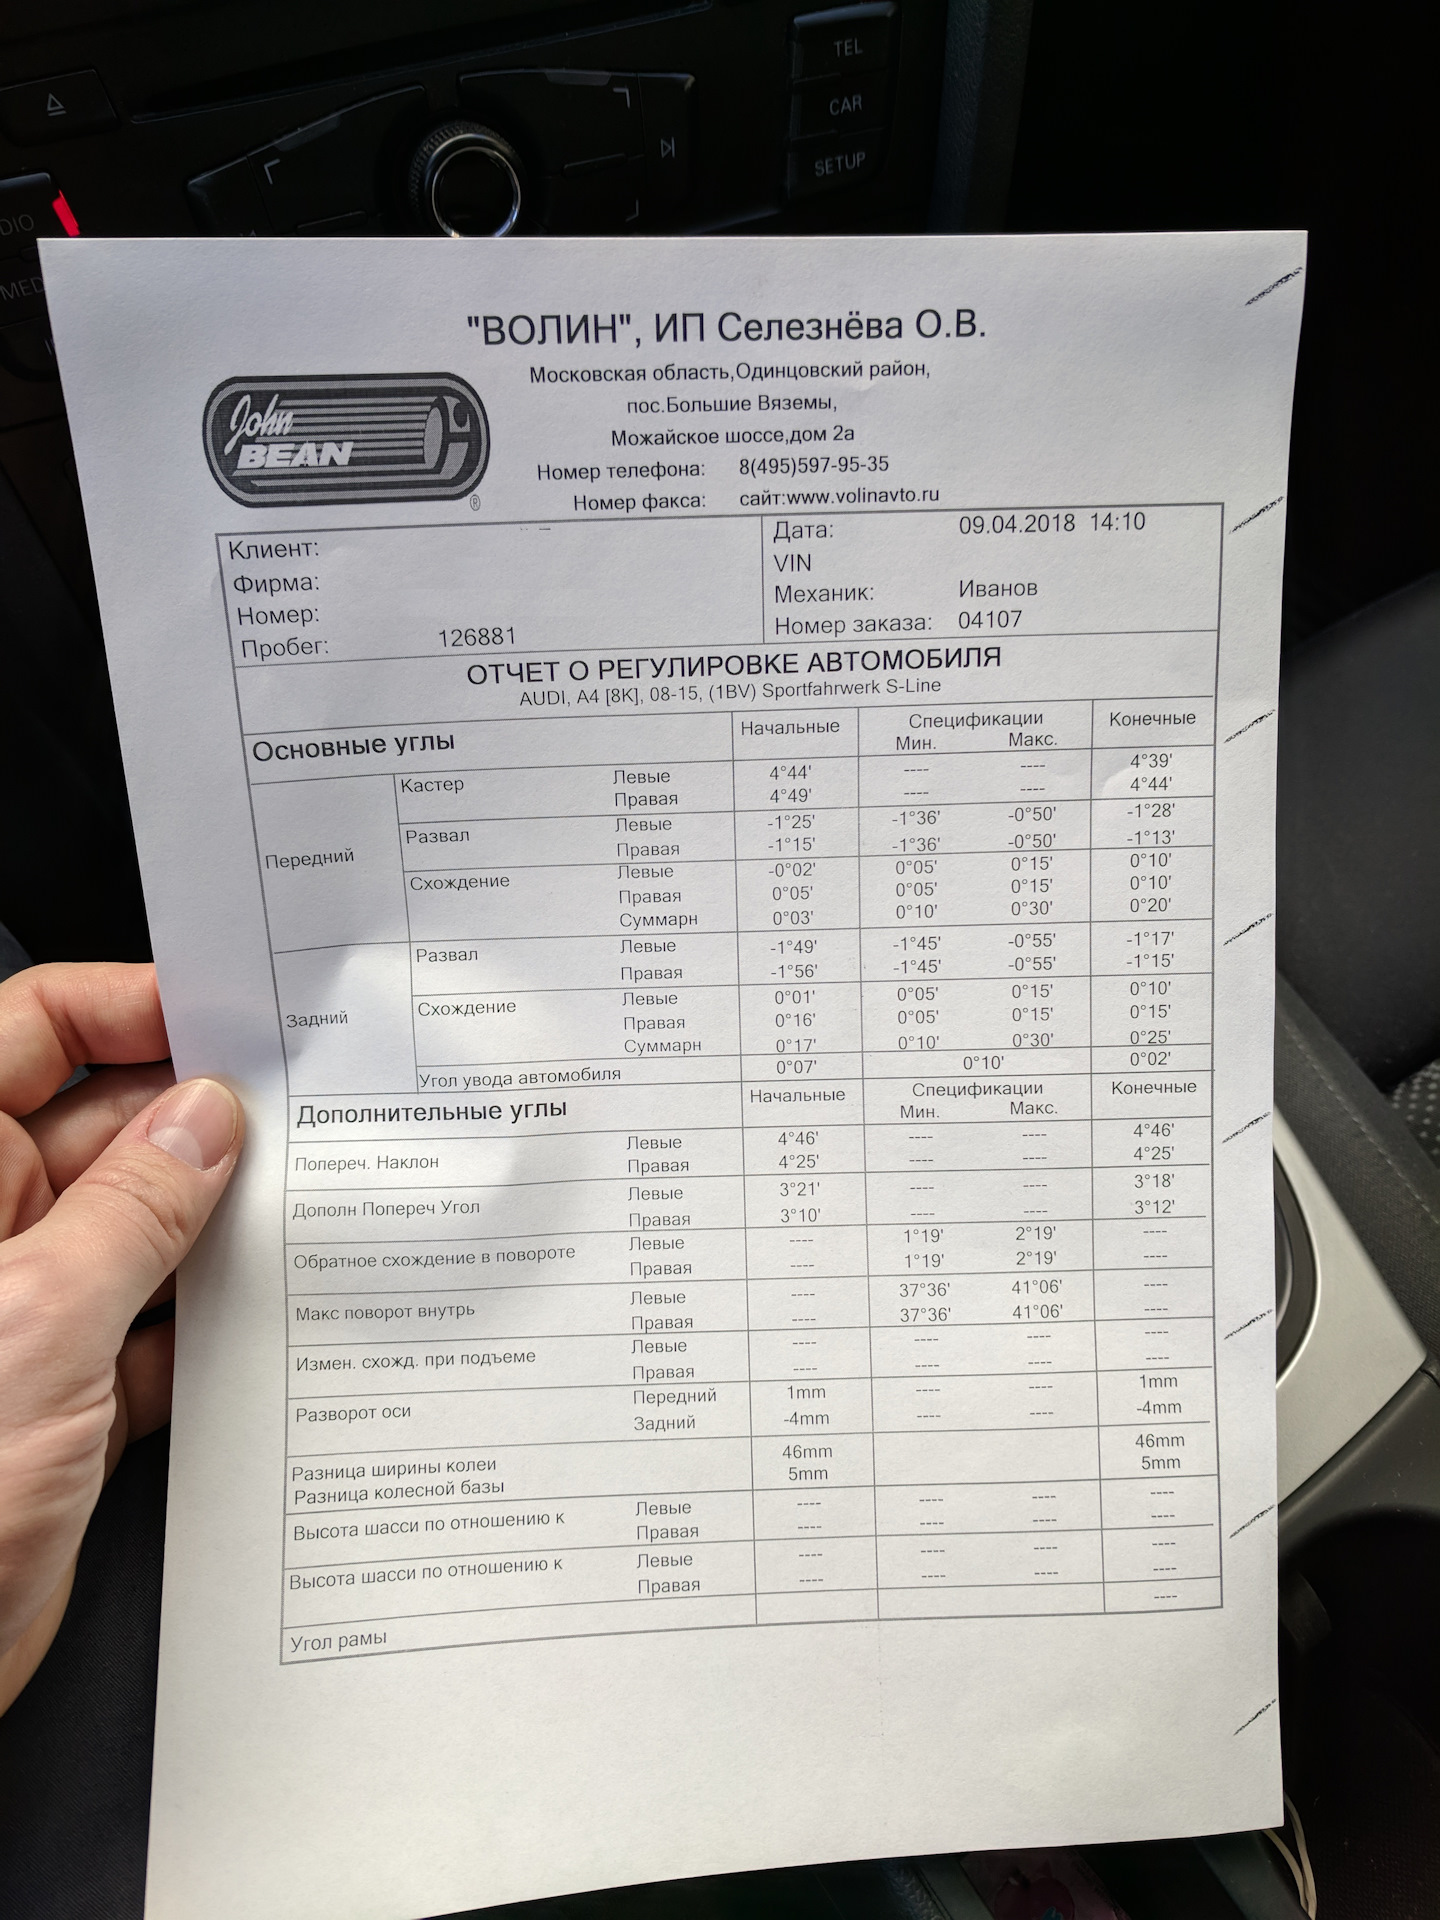 TEL
CAR
SETUP
DIO
MED
"ВОЛИН", ИП Селезнёва О.В.
Московская область,Одинцовский район,
пос.Большие Вяземы,
Можайское шоссе,дом 2а
Номер телефона: 8(495)597-95-35
Номер факса: сайт:www.volinavto.ru
John
BEAN
®
Клиент:
Фирма:
Номер:
Пробег: 126881
Дата: 09.04.2018 14:10
VIN
Механик: Иванов
Номер заказа: 04107
ОТЧЕТ О РЕГУЛИРОВКЕ АВТОМОБИЛЯ
AUDI, A4 [8K], 08-15, (1BV) Sportfahrwerk S-Line
Основные углы Начальные Спецификации Конечные
Мин. Макс.
Передний
Кастер Левые 4°44' ---- ---- 4°39'
Правая 4°49' ---- ---- 4°44'
Развал Левые -1°25' -1°36' -0°50' -1°28'
Правая -1°15' -1°36' -0°50' -1°13'
Схождение Левые -0°02' 0°05' 0°15' 0°10'
Правая 0°05' 0°05' 0°15' 0°10'
Суммарн 0°03' 0°10' 0°30' 0°20'
Задний
Развал Левые -1°49' -1°45' -0°55' -1°17'
Правая -1°56' -1°45' -0°55' -1°15'
Схождение Левые 0°01' 0°05' 0°15' 0°10'
Правая 0°16' 0°05' 0°15' 0°15'
Суммарн 0°17' 0°10' 0°30' 0°25'
Угол увода автомобиля 0°07' 0°10' 0°02'
Дополнительные углы Начальные Спецификации Конечные
Мин. Макс.
Попереч. Наклон Левые 4°46' ---- ---- 4°46'
Правая 4°25' ---- ---- 4°25'
Дополн Попереч Угол Левые 3°21' ---- ---- 3°18'
Правая 3°10' ---- ---- 3°12'
Обратное схождение в повороте Левые ---- 1°19' 2°19' ----
Правая ---- 1°19' 2°19' ----
Макс поворот внутрь Левые ---- 37°36' 41°06' ----
Правая ---- 37°36' 41°06' ----
Измен. схожд. при подъеме Левые ---- ---- ---- ----
Правая ---- ---- ---- ----
Разворот оси Передний 1mm ---- ---- 1mm
Задний -4mm ---- ---- -4mm
Разница ширины колеи 46mm 46mm
Разница колесной базы 5mm 5mm
Высота шасси по отношению к Левые ---- ---- ---- ----
Правая ---- ---- ---- ----
Высота шасси по отношению к Левые ---- ---- ---- ----
Правая ---- ---- ---- ----
Угол рамы ----